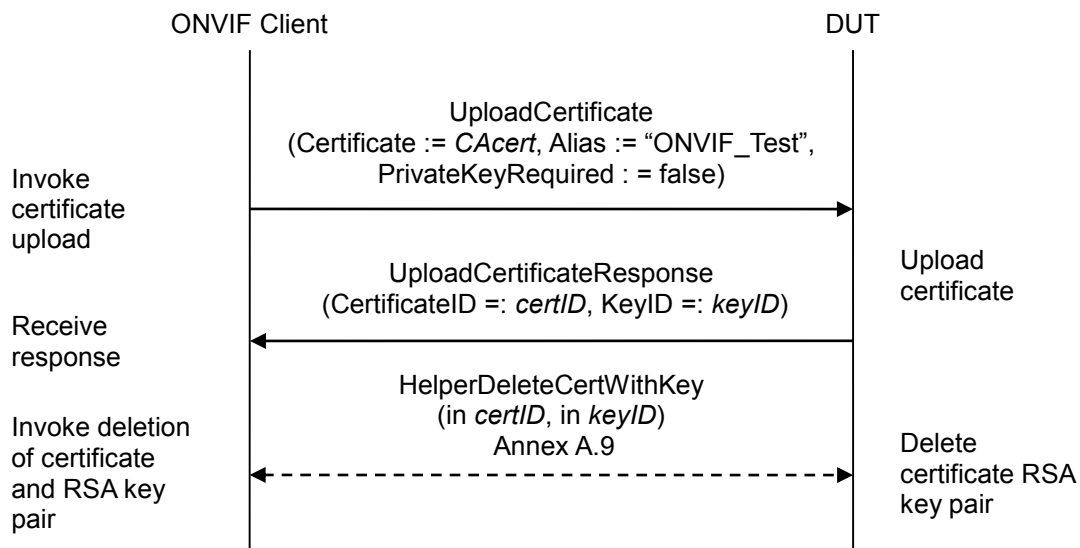 ONVIF Client
DUT
UploadCertificate
(Certificate := CAcert, Alias := “ONVIF_Test”,
PrivateKeyRequired : = false)
Invoke
certificate
upload
UploadCertificateResponse
(CertificateID =: certID, KeyID =: keyID)
Upload
certificate
Receive
response
HelperDeleteCertWithKey
(in certID, in keyID)
Annex A.9
Invoke deletion
of certificate
and RSA key
pair
Delete
certificate RSA
key pair